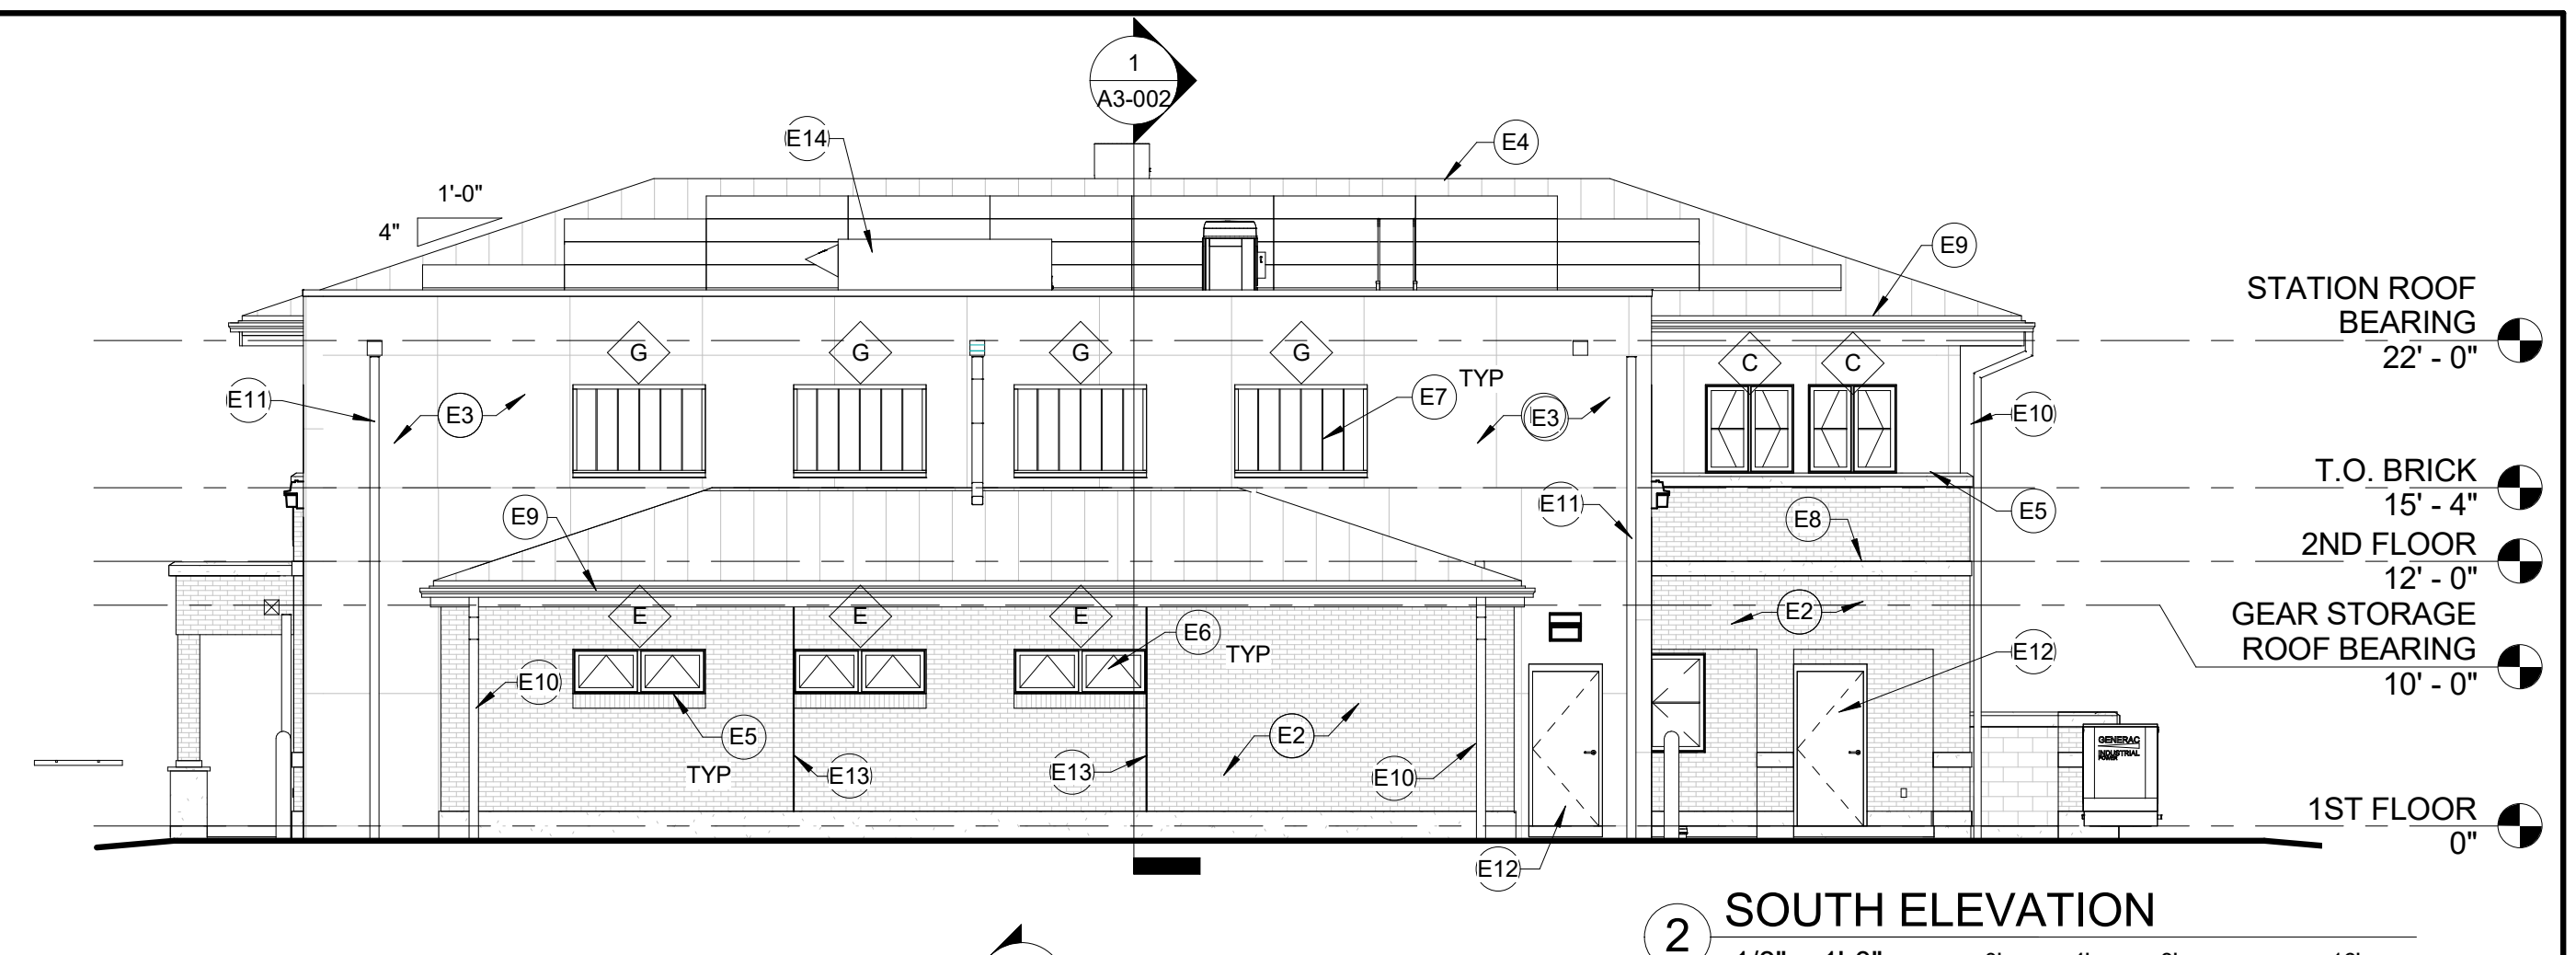 1
A3-002
E14
E4
1'-0"
4"
E9
STATION ROOF
BEARING
22' - 0"
G
G
G
G
C
C
TYP
E7
E11
E3
E3
E10
T.O. BRICK
15' - 4"
E9
E11
E8
E5
2ND FLOOR
12' - 0"
E
E
E
E6
TYP
E2
GEAR STORAGE
ROOF BEARING
10' - 0"
E12
E10
E5
TYP
E2
E13
E13
E10
GENERAC
INDUSTRIAL
POWER
1ST FLOOR
0"
E12
2
SOUTH ELEVATION